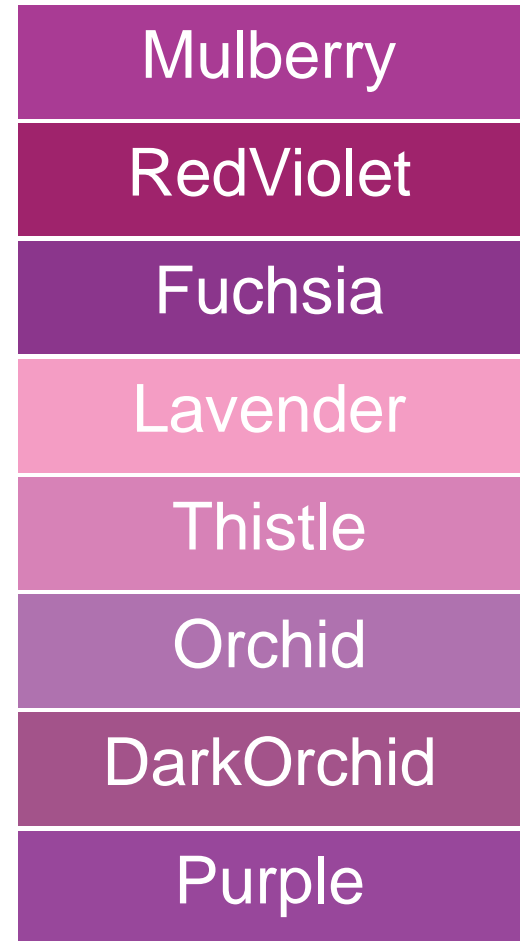 Mulberry
RedViolet
Fuchsia
Lavender
Thistle
Orchid
DarkOrchid
Purple